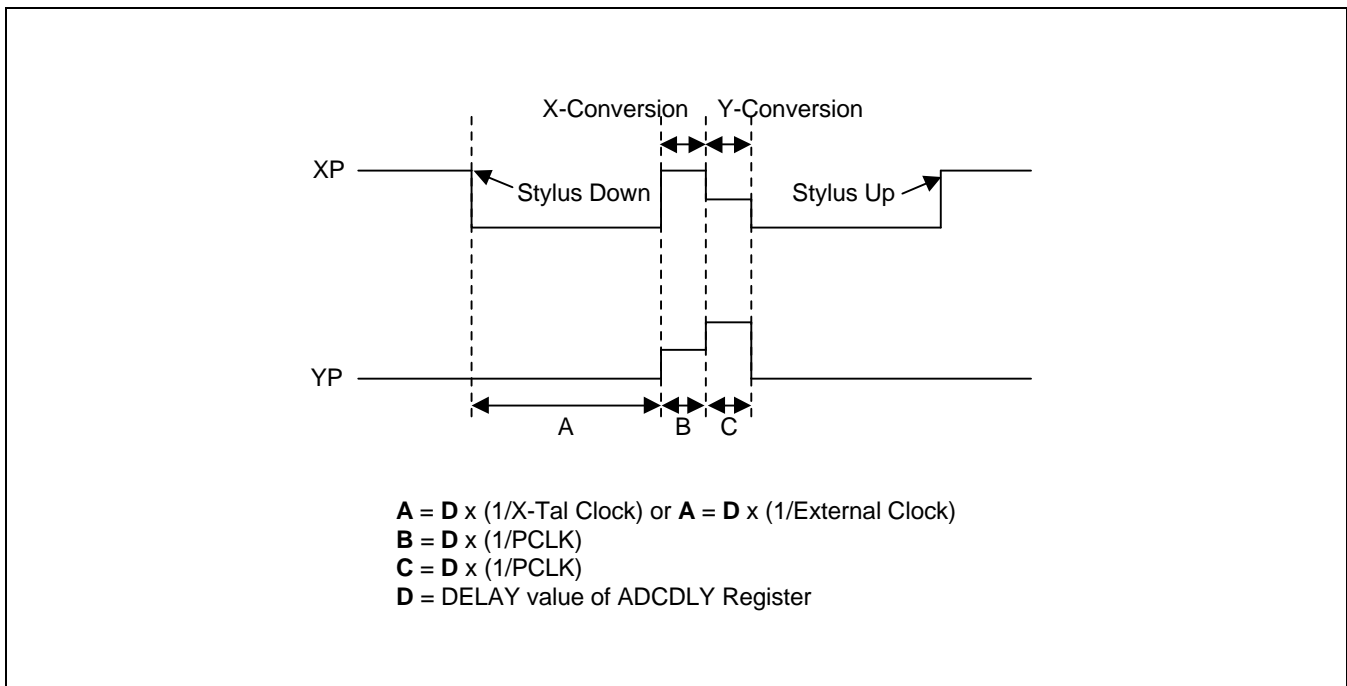 X-Conversion Y-Conversion
XP
Stylus Down
Stylus Up
YP
A
B
C
A = D x (1/X-Tal Clock) or A = D x (1/External Clock)
B = D x (1/PCLK)
C = D x (1/PCLK)
D = DELAY value of ADCDLY Register